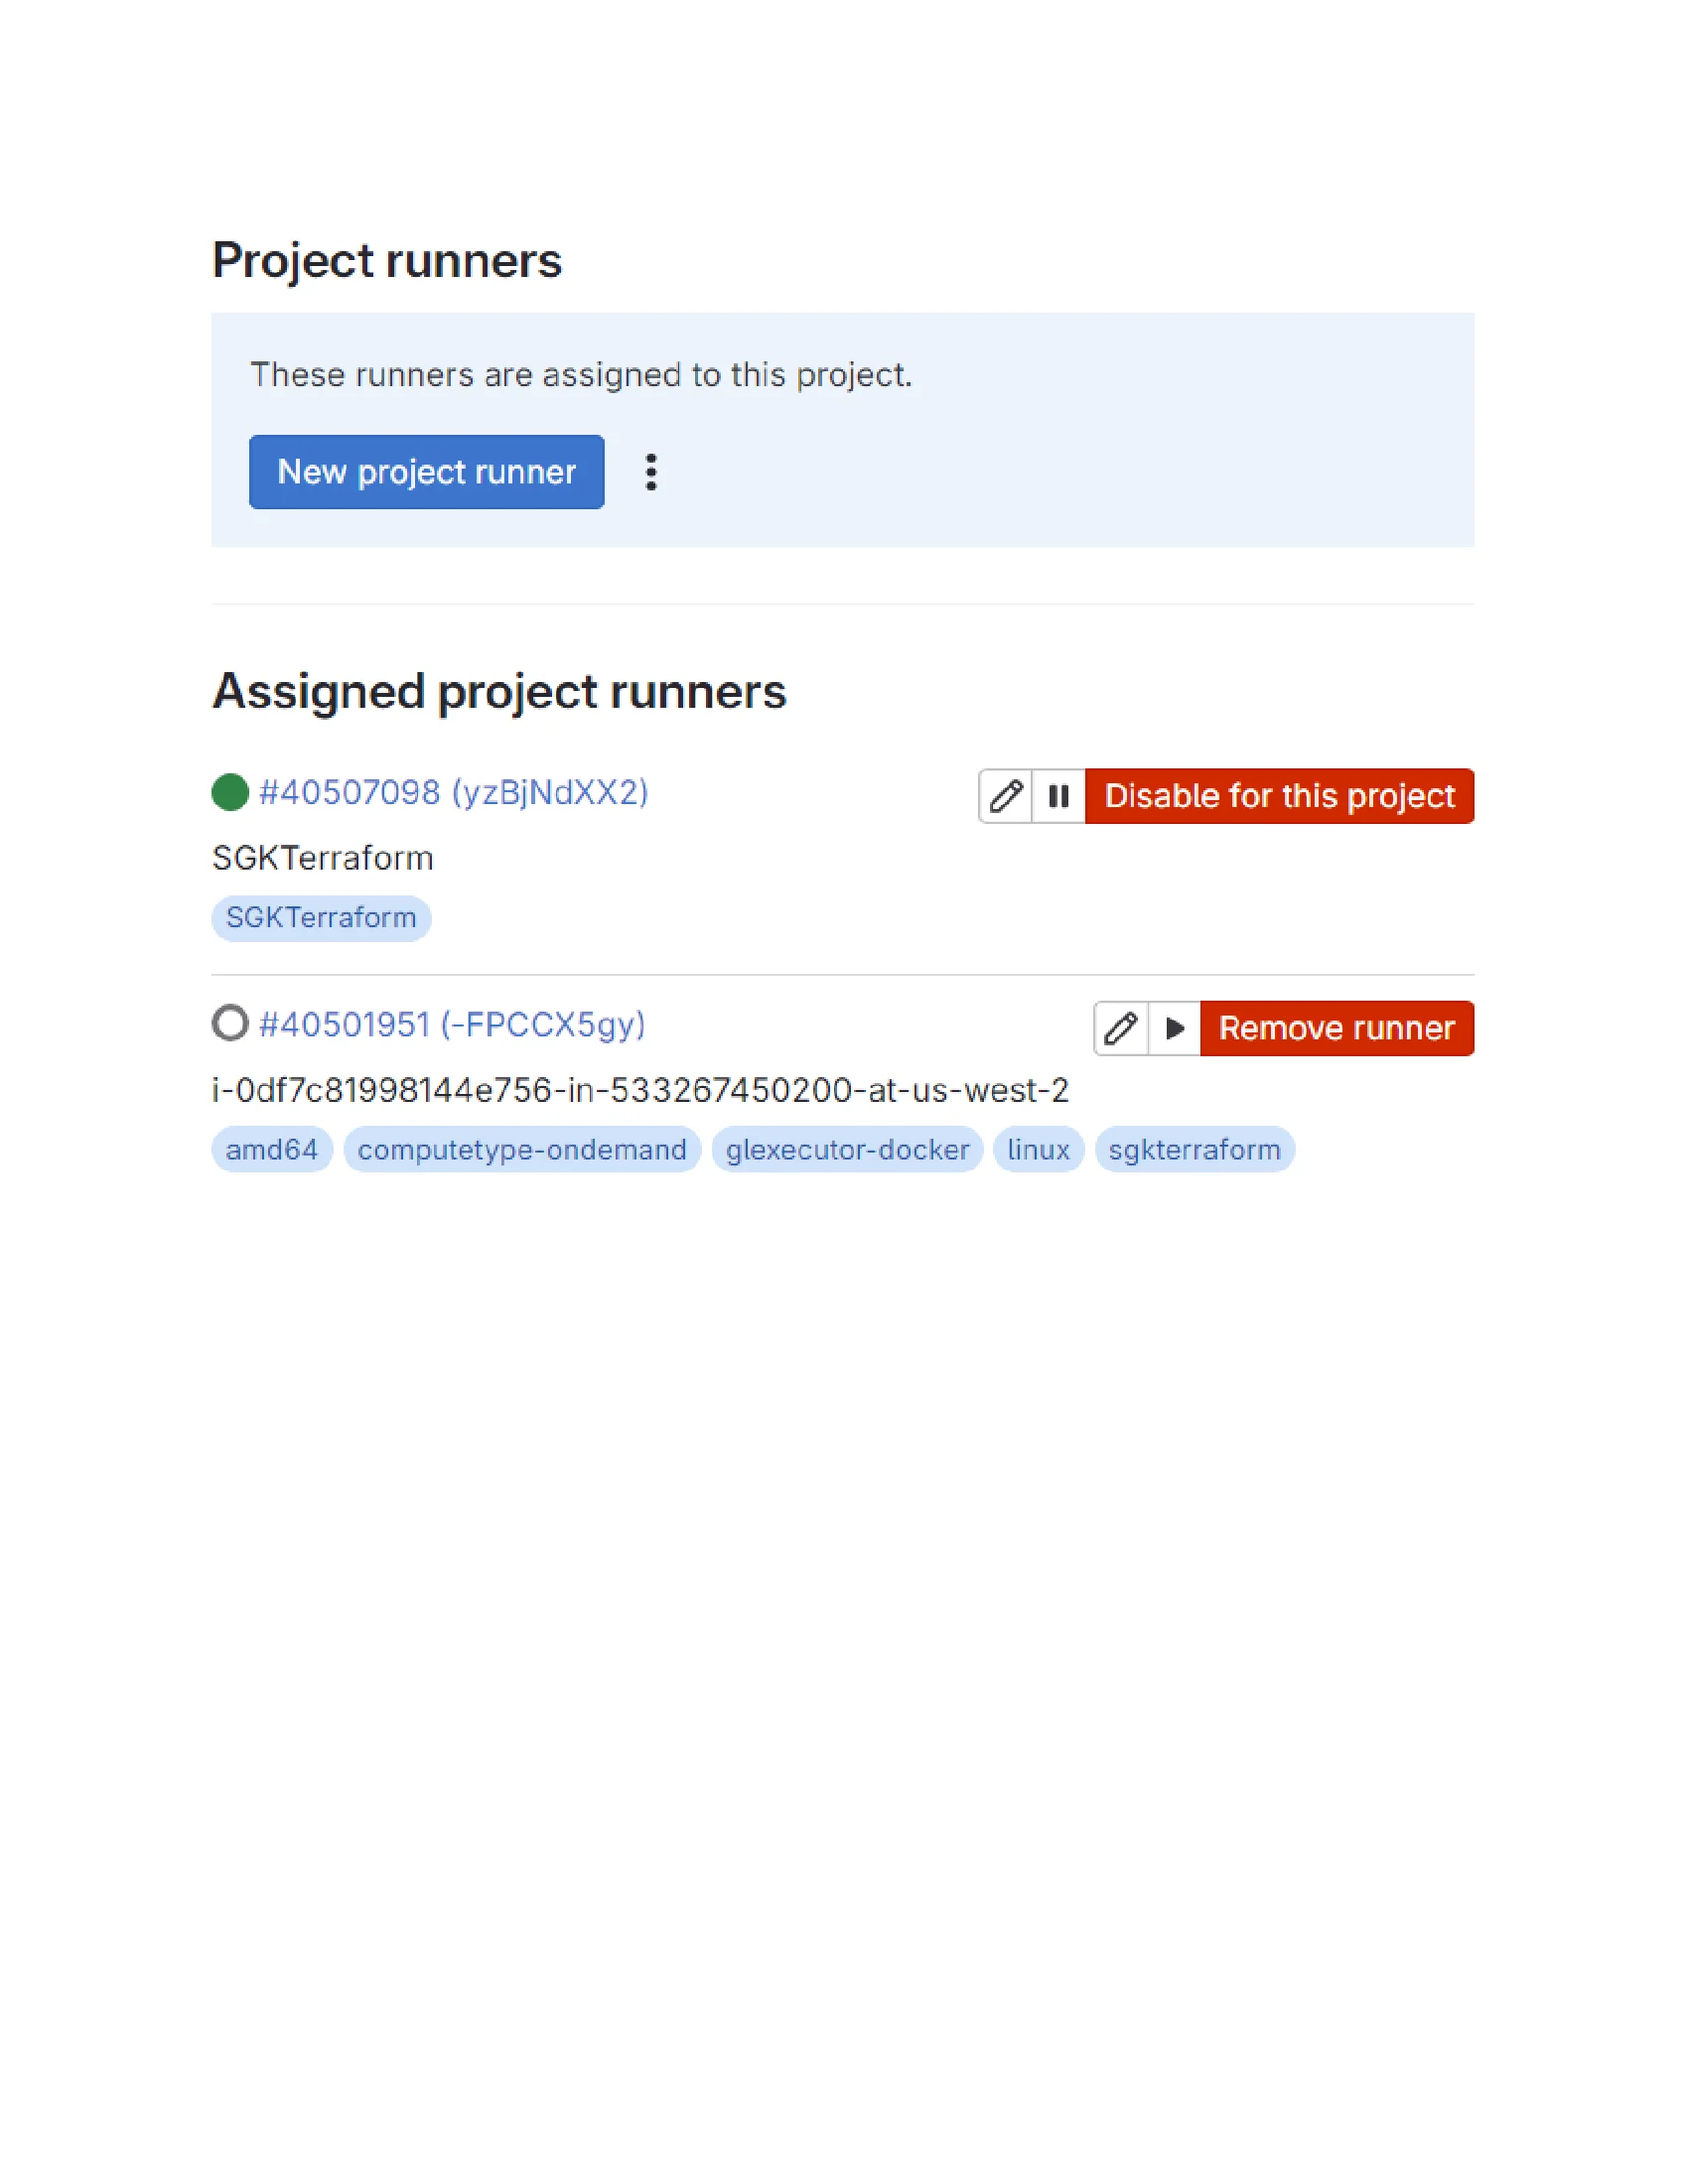 Project runners
These runners are assigned to this project.
New project runner
Assigned project runners
#40507098 (yzBjNdXX2)
Disable for this project
SGKTerraform
SGKTerraform
#40501951 (-FPCCX5gy)
Remove runner
i-0df7c81998144e756-in-533267450200-at-us-west-2
amd64 computetype-ondemand glexecutor-docker linux sgkterraform